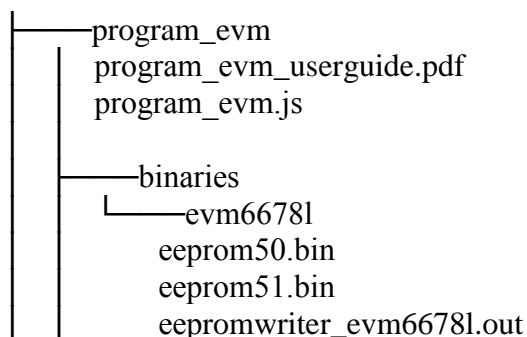 program_evm
program_evm_userguide.pdf
program_evm.js
binaries
evm6678l
eeprom50.bin
eeprom51.bin
eepromwriter_evm6678l.out